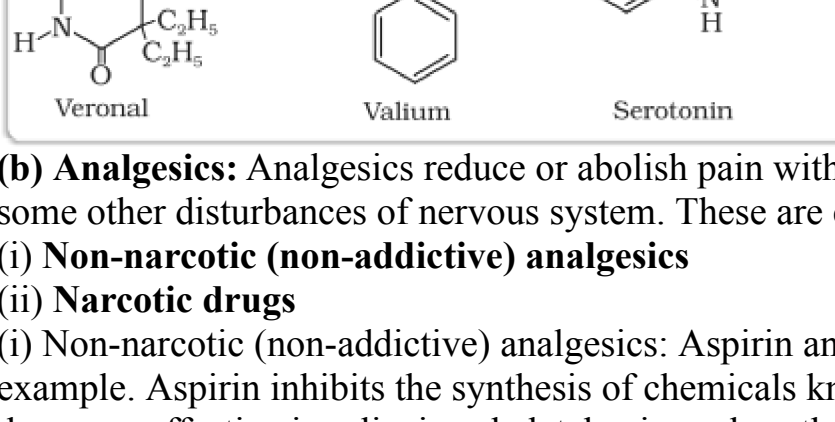 N
H
H N C₂H₅
C₂H₅
O
Veronal Valium Serotonin
(b) Analgesics: Analgesics reduce or abolish pain with
some other disturbances of nervous system. These are
(i) Non-narcotic (non-addictive) analgesics
(ii) Narcotic drugs
(i) Non-narcotic (non-addictive) analgesics: Aspirin
example. Aspirin inhibits the synthesis of chemicals